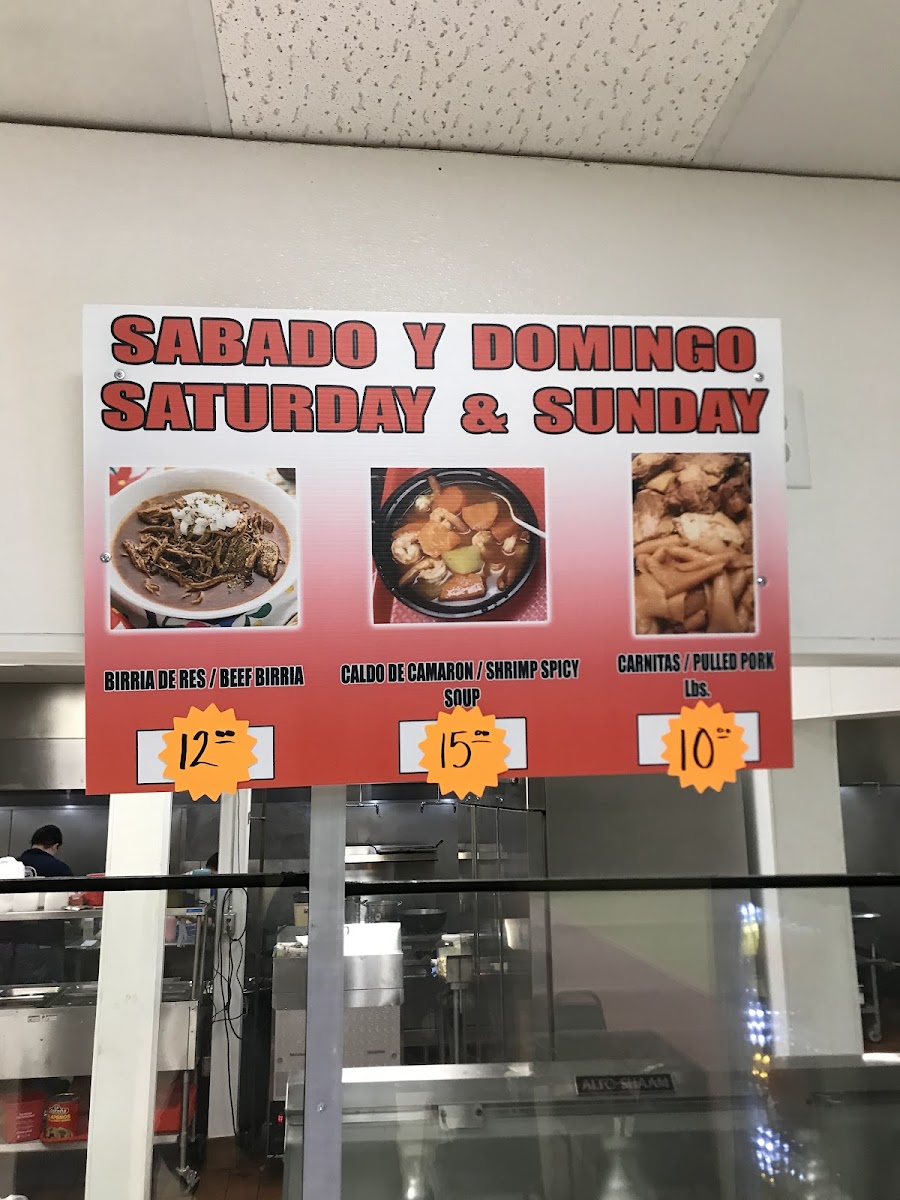 SABADO Y DOMINGO
SATURDAY & SUNDAY
BIRRIA DE RES / BEEF BIRRIA
12.00
CALDO DE CAMARON / SHRIMP SPICY
SOUP
15.00
CARNITAS / PULLED PORK
Lbs.
10.00
ALTO-SHAAM